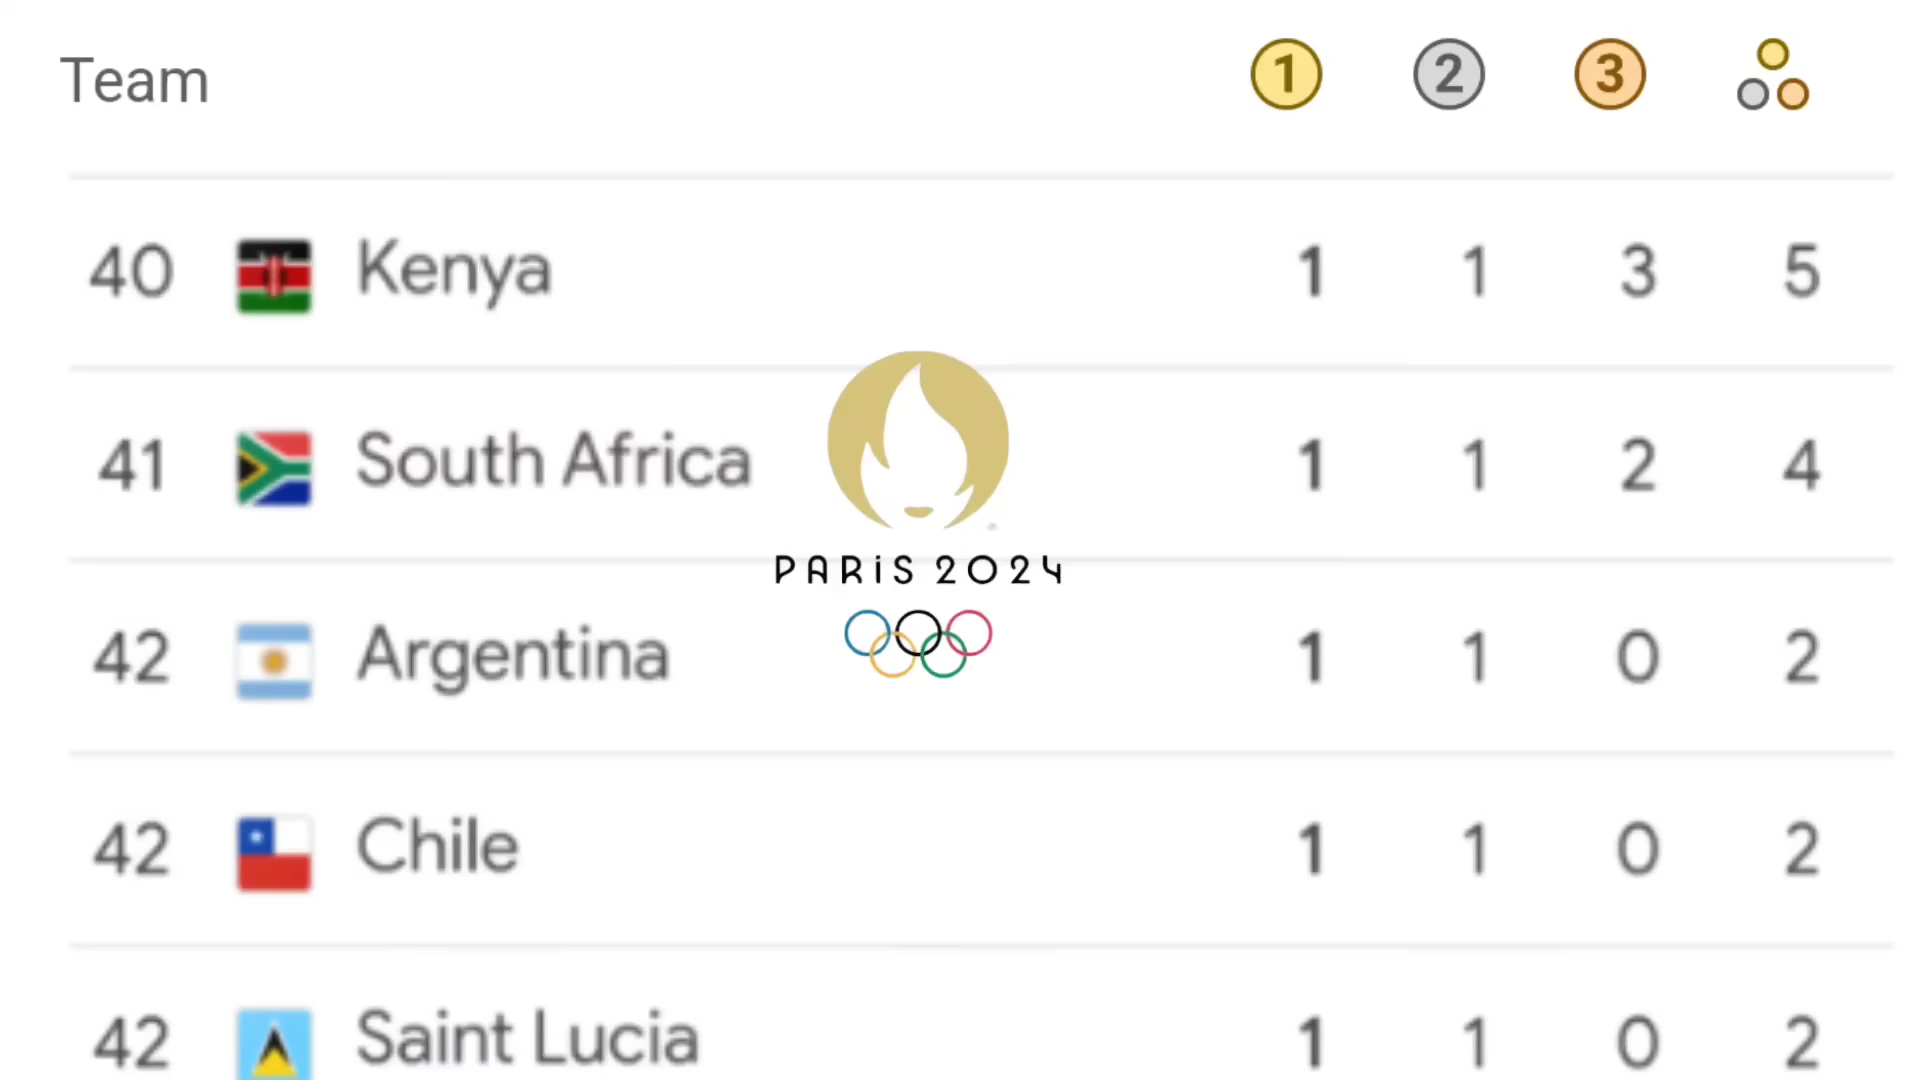 Team 1 2 3
40 Kenya 1 1 3 5
41 South Africa 1 1 2 4
PARIS 2024
42 Argentina 1 1 0 2
42 Chile 1 1 0 2
42 Saint Lucia 1 1 0 2